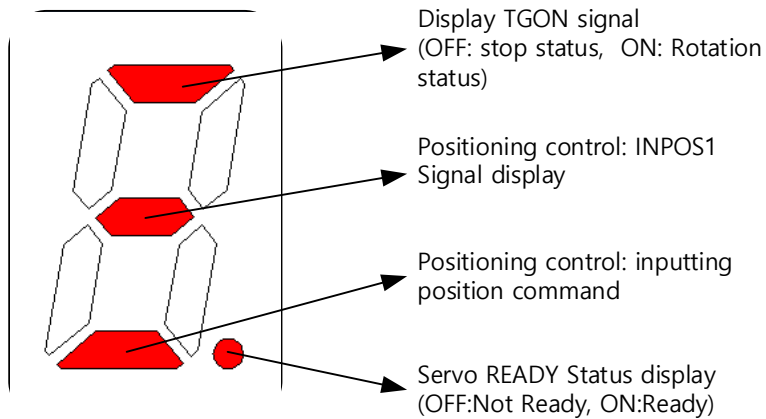 Display TGON signal
(OFF: stop status, ON: Rotation
status)
Positioning control: INPOS1
Signal display
Positioning control: inputting
position command
Servo READY Status display
(OFF:Not Ready, ON:Ready)